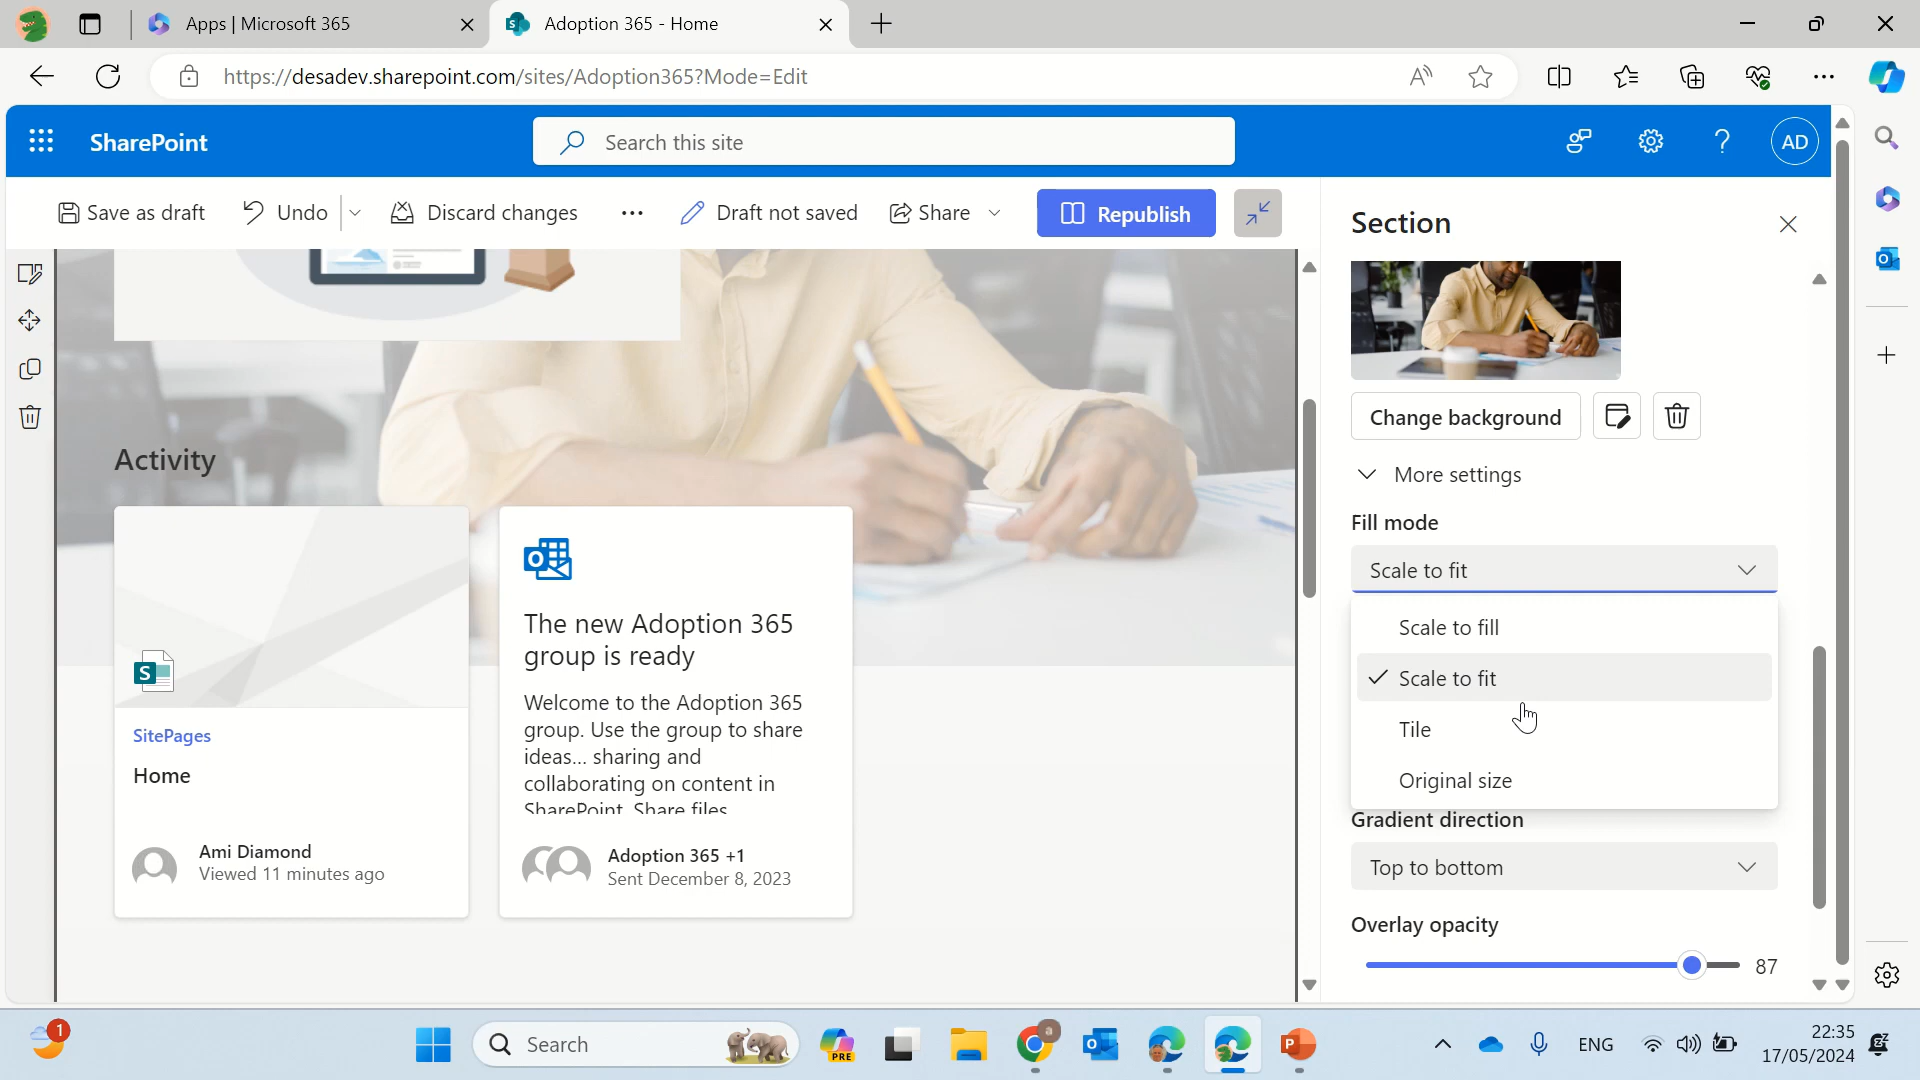 Apps | Microsoft 365
Adoption 365 - Home
https://desadev.sharepoint.com/sites/Adoption365?Mode=Edit
SharePoint
Search this site
AD
Save as draft
Undo
Discard changes
Draft not saved
Share
Republish
Section
Change background
More settings
Fill mode
Scale to fit
Scale to fill
Scale to fit
Tile
Original size
Gradient direction
Top to bottom
Overlay opacity
87
Activity
SitePages
Home
Ami Diamond
Viewed 11 minutes ago
The new Adoption 365
group is ready
Welcome to the Adoption 365
group. Use the group to share
ideas... sharing and
collaborating on content in
SharePoint. Share files
Adoption 365 +1
Sent December 8, 2023
1
Search
PRE
a
ENG
22:35
17/05/2024